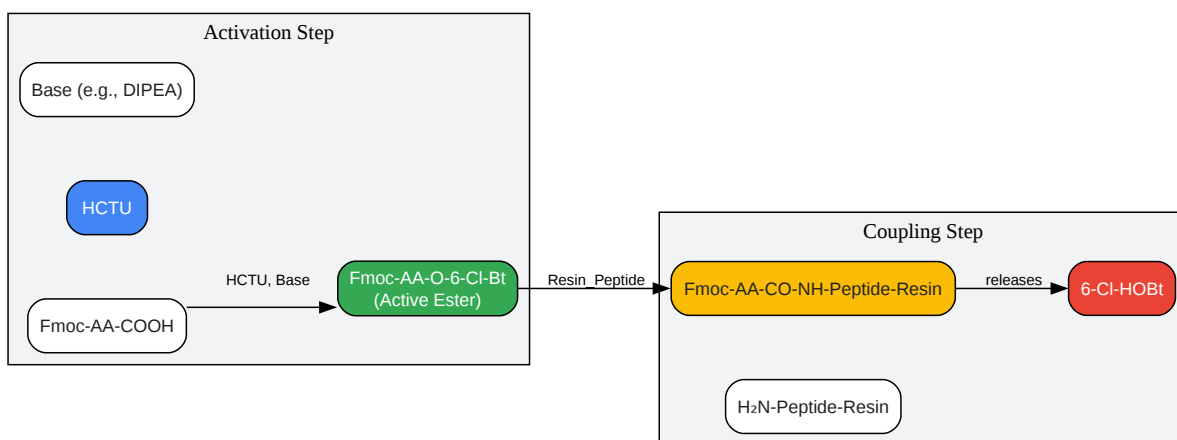 Activation Step
Base (e.g., DIPEA)
HCTU
Fmoc-AA-COOH
HCTU, Base
Fmoc-AA-O-6-Cl-Bt
(Active Ester)
Resin_Peptide
Coupling Step
Fmoc-AA-CO-NH-Peptide-Resin
releases
6-Cl-HOBt
H₂N-Peptide-Resin